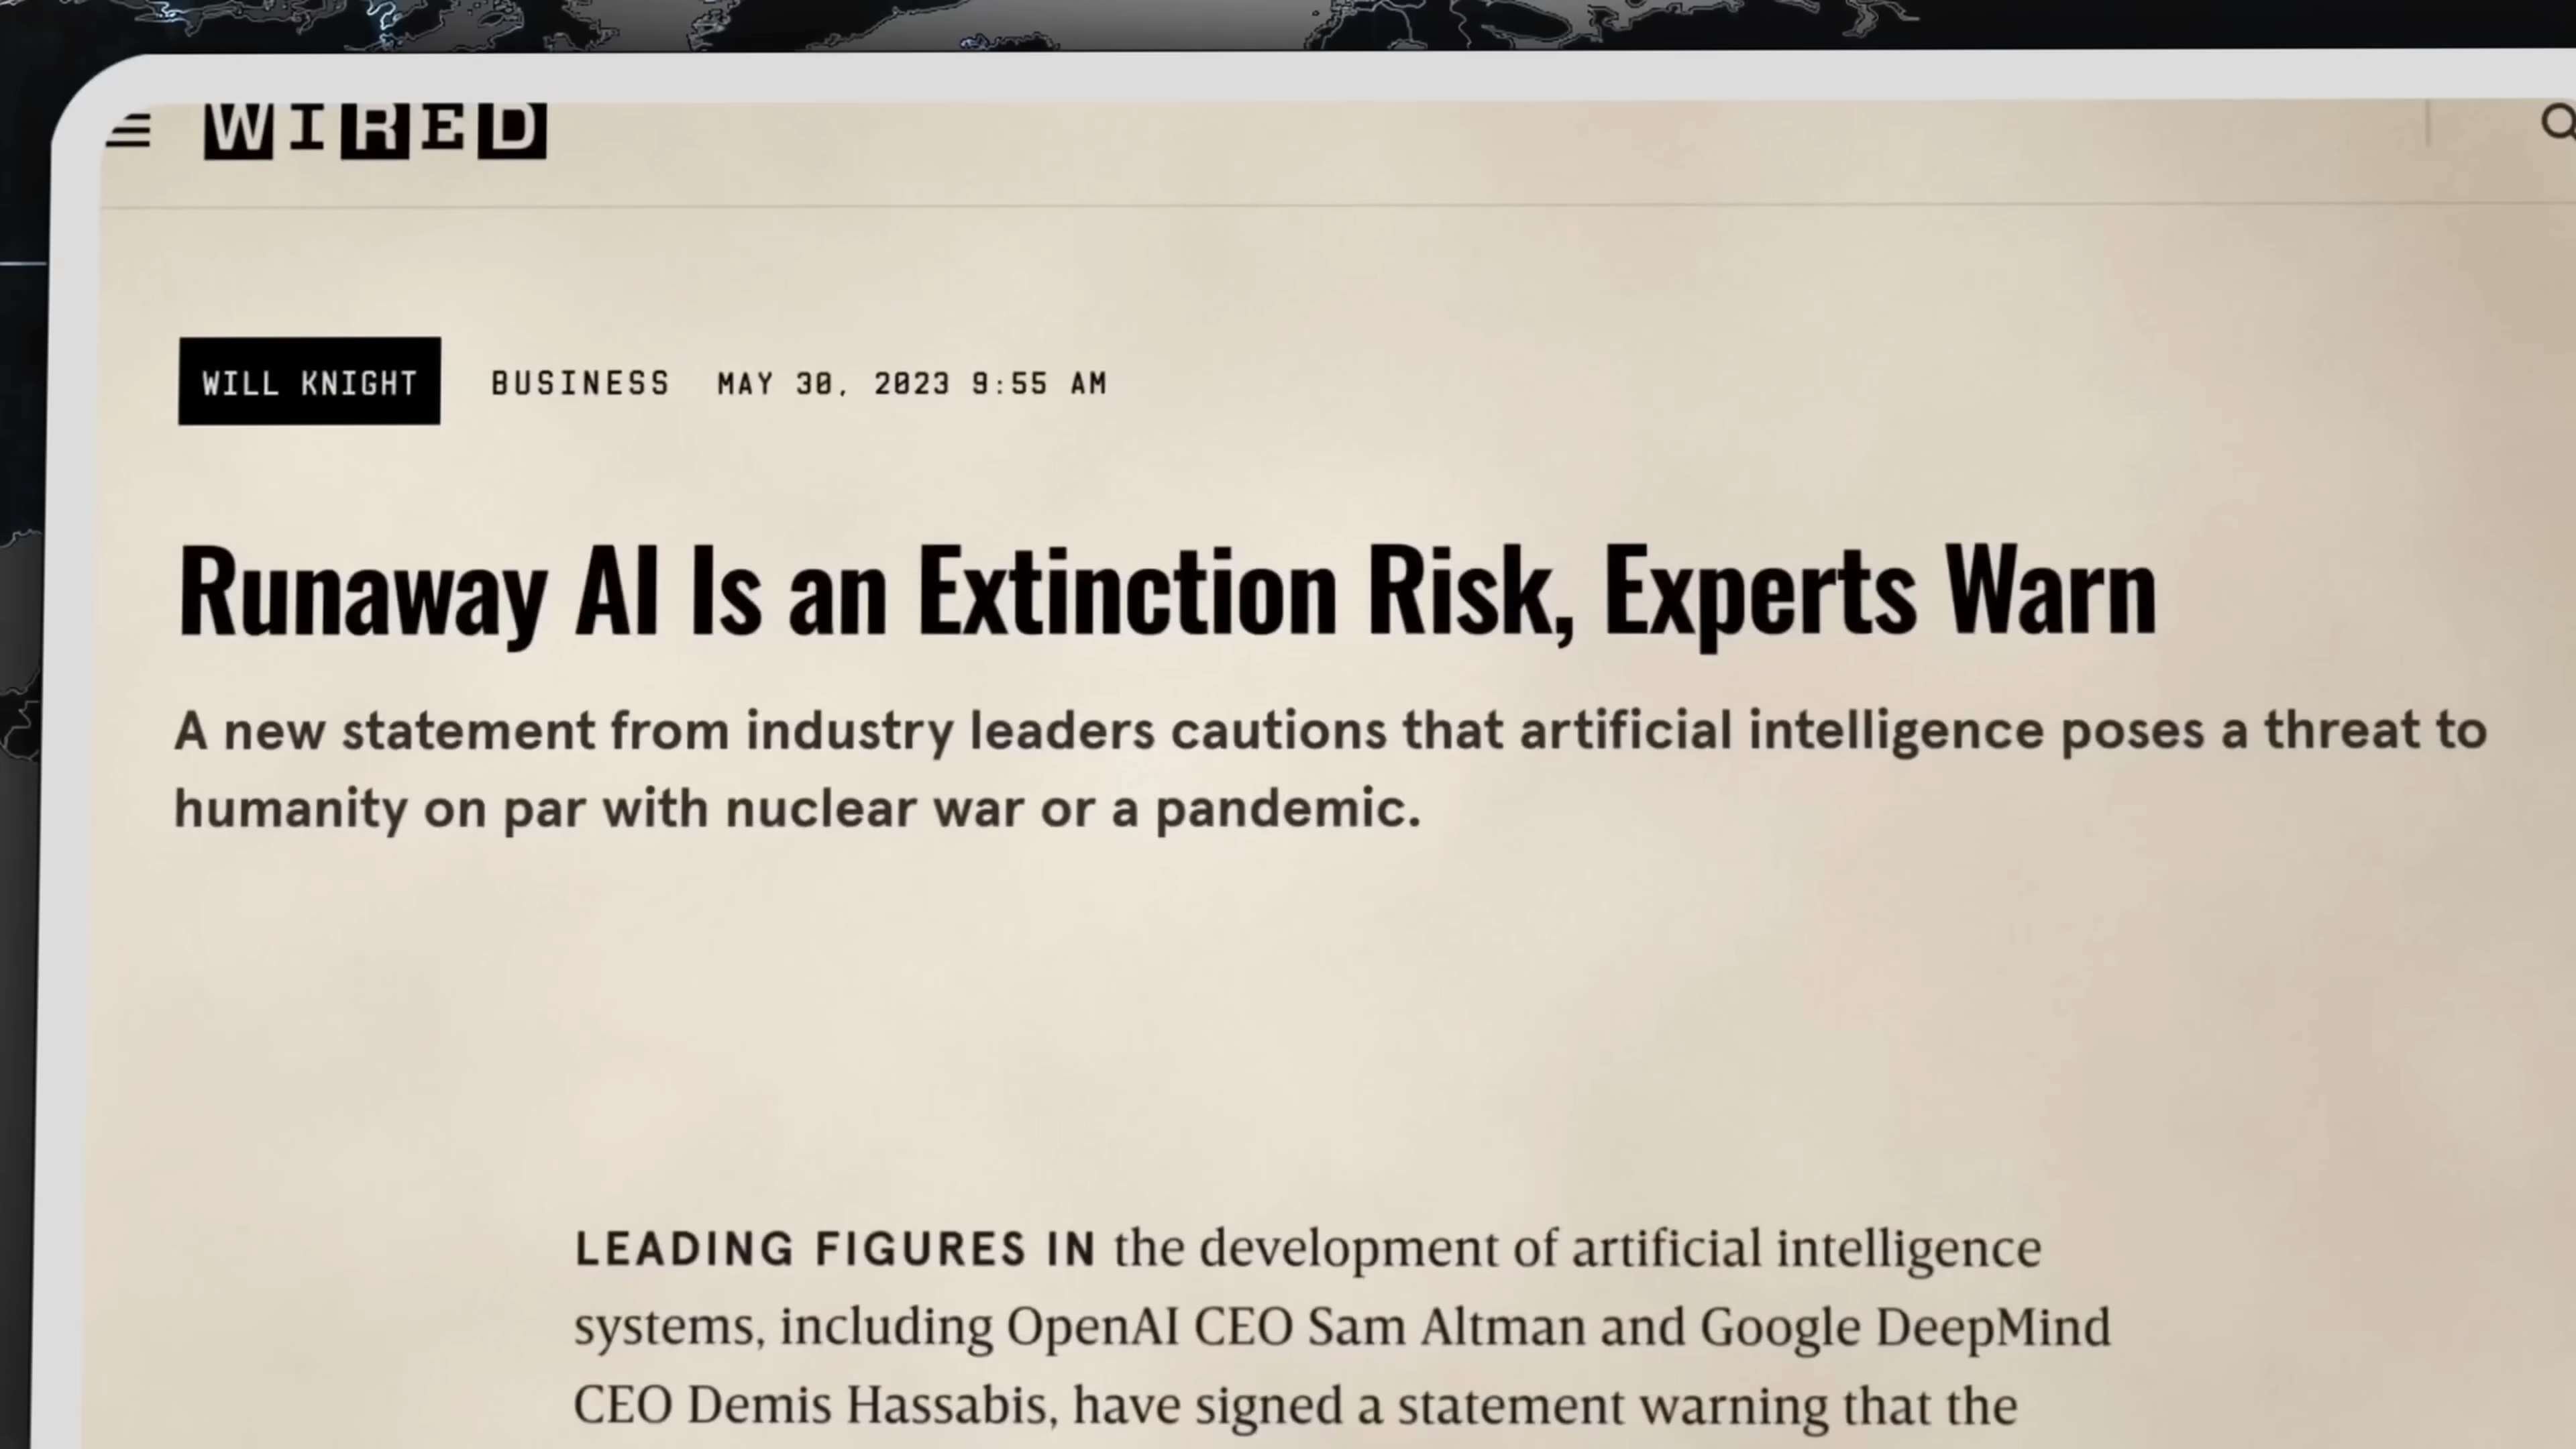 WIRED
WILL KNIGHT BUSINESS MAY 30, 2023 9:55 AM
Runaway AI Is an Extinction Risk, Experts Warn
A new statement from industry leaders cautions that artificial intelligence poses a threat to
humanity on par with nuclear war or a pandemic.
LEADING FIGURES IN the development of artificial intelligence
systems, including OpenAI CEO Sam Altman and Google DeepMind
CEO Demis Hassabis, have signed a statement warning that the